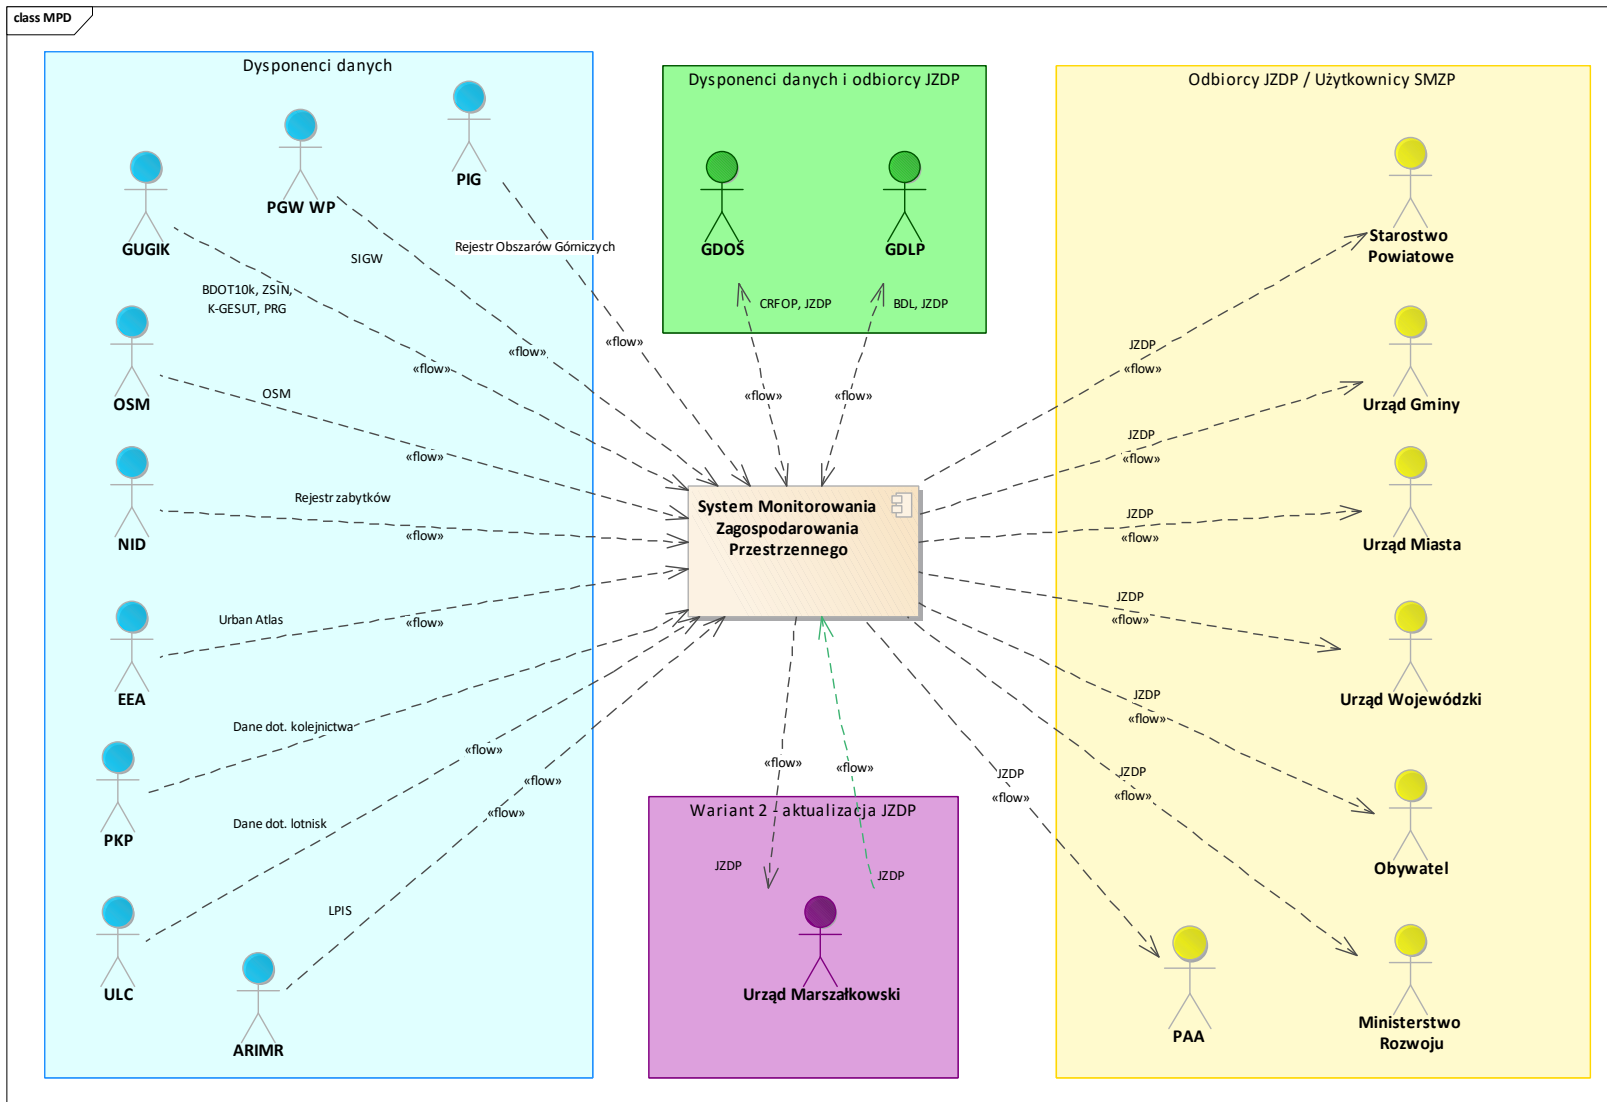 class MPD
Dysponenci danych
PIG
PGW WP
GUGIK
Rejestr Obszarów Górniczych
SIGW
BDOT10k, ZSIN,
K-GESUT, PRG
«flow»
«flow»
«flow»
OSM
OSM
«flow»
NID
Rejestr zabytków
«flow»
EEA
Urban Atlas
«flow»
PKP
Dane dot. kolejnictwa
«flow»
ULC
Dane dot. lotnisk
«flow»
ARIMR
LPIS
«flow»
Dysponenci danych i odbiorcy JZDP
GDOŚ
GDLP
CRFOP, JZDP
BDL, JZDP
«flow»
«flow»
System Monitorowania
Zagospodarowania
Przestrzennego
«flow»
«flow»
Wariant 2 - aktualizacja JZDP
JZDP
JZDP
Urząd Marszałkowski
Odbiorcy JZDP / Użytkownicy SMZP
Starostwo
Powiatowe
JZDP
«flow»
Urząd Gminy
JZDP
«flow»
Urząd Miasta
JZDP
«flow»
Urząd Wojewódzki
JZDP
«flow»
Obywatel
JZDP
«flow»
Ministerstwo
Rozwoju
JZDP
«flow»
PAA
JZDP
«flow»